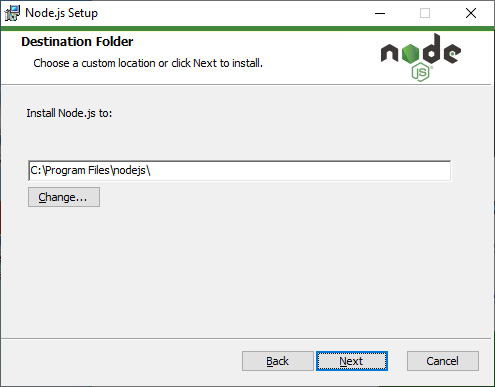 Node.js Setup
Destination Folder
Choose a custom location or click Next to install.
node
JS
Install Node.js to:
C:\Program Files\nodejs\
Change...
Back
Next
Cancel